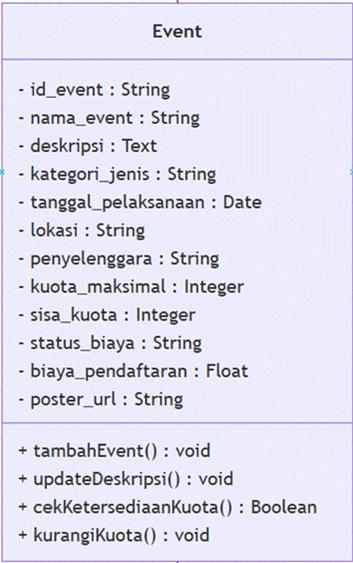 Event
- id_event : String
- nama_event : String
- deskripsi : Text
- kategori_jenis : String
- tanggal_pelaksanaan : Date
- lokasi : String
- penyelenggara : String
- kuota_maksimal : Integer
- sisa_kuota : Integer
- status_biaya : String
- biaya_pendaftaran : Float
- poster_url : String
+ tambahEvent() : void
+ updateDeskripsi() : void
+ cekKetersediaanKuota() : Boolean
+ kurangiKuota() : void